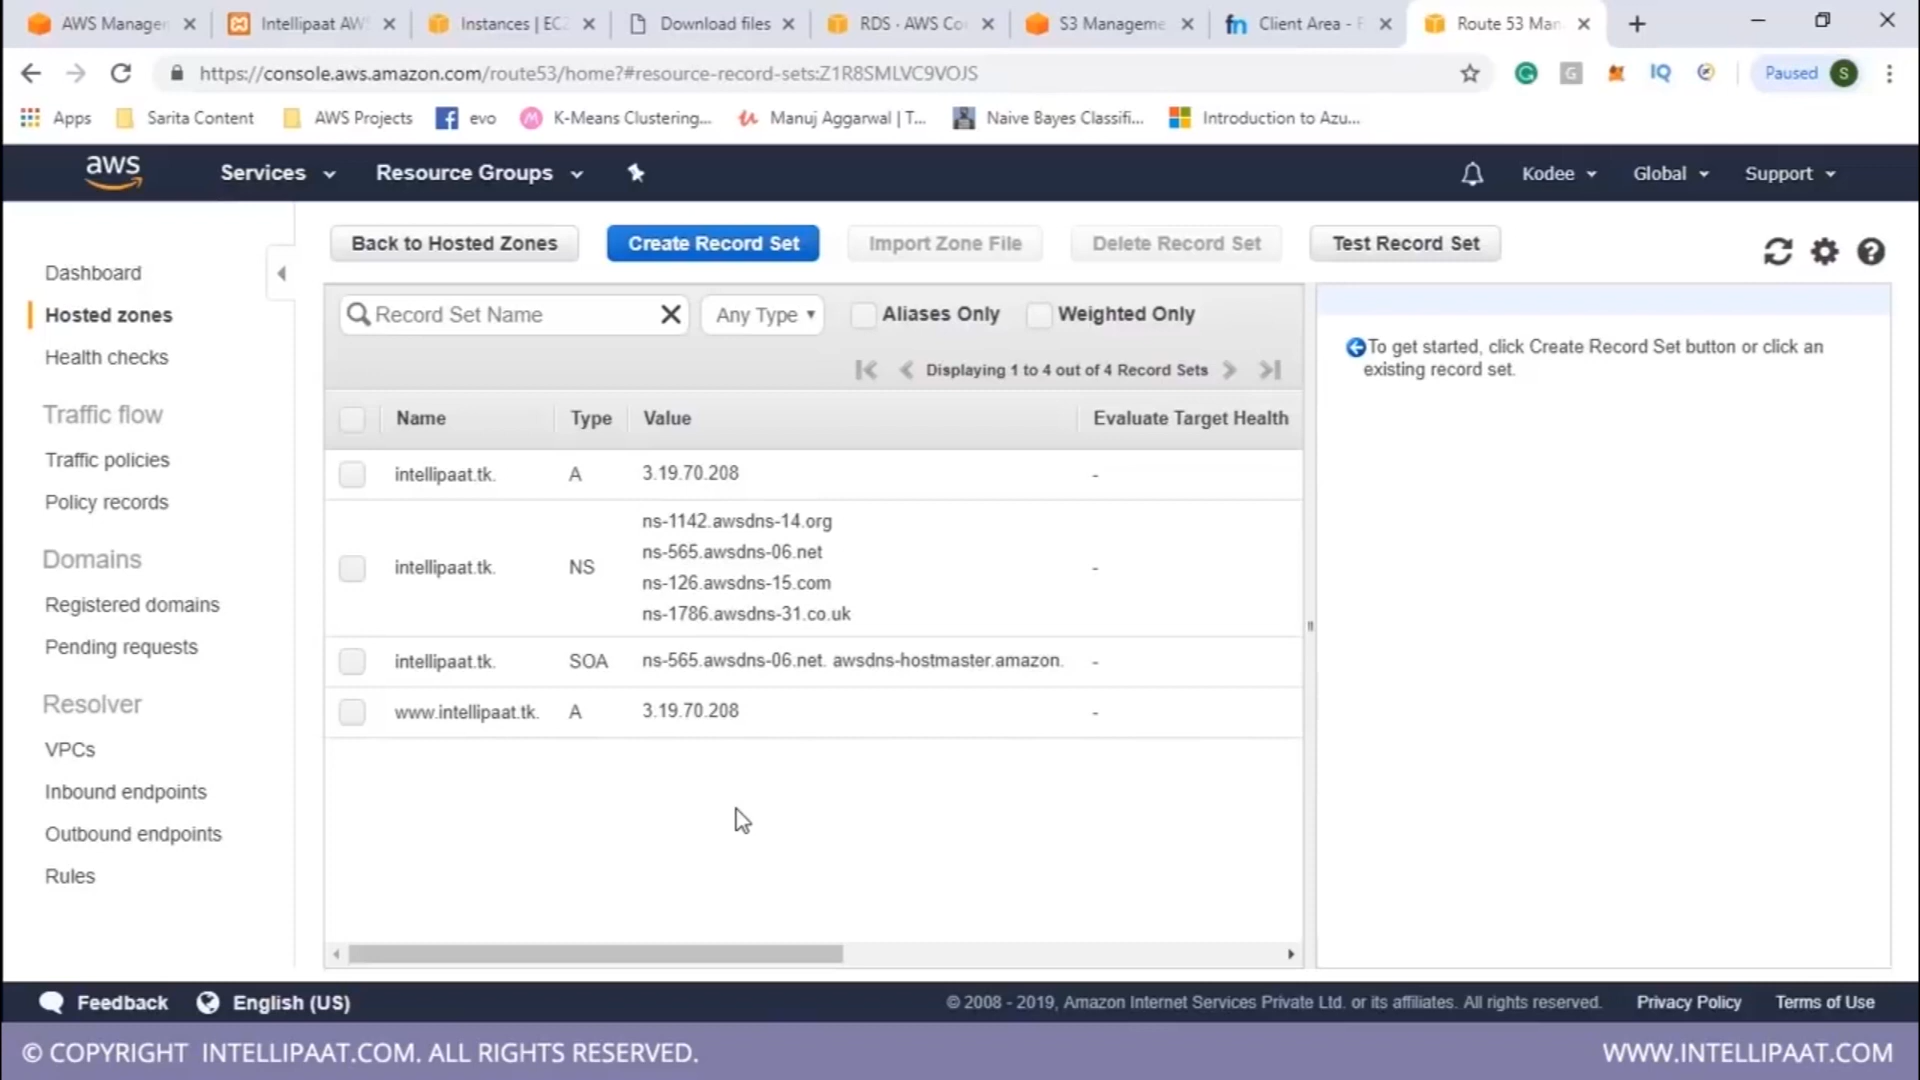 AWS Manager
Intellipaat AWS
Instances | EC2
Download files
RDS · AWS Co
S3 Manageme
Client Area - F
Route 53 Man
https://console.aws.amazon.com/route53/home?#resource-record-sets:Z1R8SMLVC9VOJS
G
IQ
Paused
S
Apps
Sarita Content
AWS Projects
evo
K-Means Clustering...
Manuj Aggarwal | T...
Naive Bayes Classifi...
Introduction to Azu...
aws
Services
Resource Groups
Kodee
Global
Support
Dashboard
Hosted zones
Health checks
Traffic flow
Traffic policies
Policy records
Domains
Registered domains
Pending requests
Resolver
VPCs
Inbound endpoints
Outbound endpoints
Rules
Back to Hosted Zones
Create Record Set
Import Zone File
Delete Record Set
Test Record Set
Record Set Name
Any Type
Aliases Only
Weighted Only
Displaying 1 to 4 out of 4 Record Sets
Name Type Value Evaluate Target Health
intellipaat.tk. A 3.19.70.208 -
intellipaat.tk. NS ns-1142.awsdns-14.org
ns-565.awsdns-06.net
ns-126.awsdns-15.com
ns-1786.awsdns-31.co.uk
-
intellipaat.tk. SOA ns-565.awsdns-06.net. awsdns-hostmaster.amazon. -
www.intellipaat.tk. A 3.19.70.208 -
To get started, click Create Record Set button or click an
existing record set.
Feedback
English (US)
© 2008 - 2019, Amazon Internet Services Private Ltd. or its affiliates. All rights reserved.
Privacy Policy
Terms of Use
© COPYRIGHT INTELLIPAAT.COM. ALL RIGHTS RESERVED.
WWW.INTELLIPAAT.COM